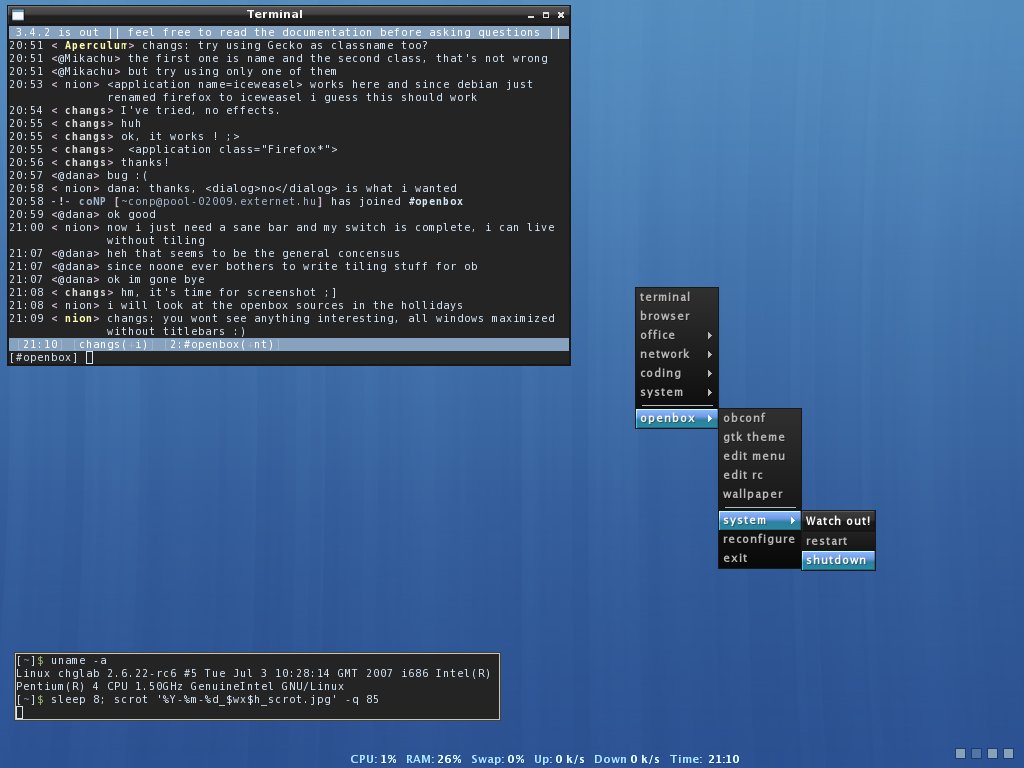 Terminal
3.4.2 is out || feel free to read the documentation before asking questions ||
20:51 < Aperculum> changs: try using Gecko as classname too?
20:51 <@Mikachu> the first one is name and the second class, that's not wrong
20:51 <@Mikachu> but try using only one of them
20:53 < nion> <application name=iceweasel> works here and since debian just
renamed firefox to iceweasel i guess this should work
20:54 < changs> I've tried, no effects.
20:55 < changs> huh
20:55 < changs> ok, it works ! ;>
20:55 < changs>  <application class="Firefox*">
20:56 < changs> thanks!
20:57 <@dana> bug :(
20:58 < nion> dana: thanks, <dialog>no</dialog> is what i wanted
20:58 -!- coNP [~conp@pool-02009.externet.hu] has joined #openbox
20:59 <@dana> ok good
21:00 < nion> now i just need a sane bar and my switch is complete, i can live
without tiling
21:07 <@dana> heh that seems to be the general concensus
21:07 <@dana> since noone ever bothers to write tiling stuff for ob
21:07 <@dana> ok im gone bye
21:08 < changs> hm, it's time for screenshot ;]
21:08 < nion> i will look at the openbox sources in the hollidays
21:09 < nion> changs: you wont see anything interesting, all windows maximized
without titlebars :)
[21:10] [changs(+i)] [2:#openbox(+nt)]
[#openbox]
terminal
browser
office
network
coding
system
openbox
obconf
gtk theme
edit menu
edit rc
wallpaper
system
reconfigure
exit
Watch out!
restart
shutdown
[~]$ uname -a
Linux chglab 2.6.22-rc6 #5 Tue Jul 3 10:28:14 GMT 2007 i686 Intel(R)
Pentium(R) 4 CPU 1.50GHz GenuineIntel GNU/Linux
[~]$ sleep 8; scrot '%Y-%m-%d_$wx$h_scrot.jpg' -q 85
CPU: 1% RAM: 26% Swap: 0% Up: 0 k/s Down 0 k/s Time: 21:10